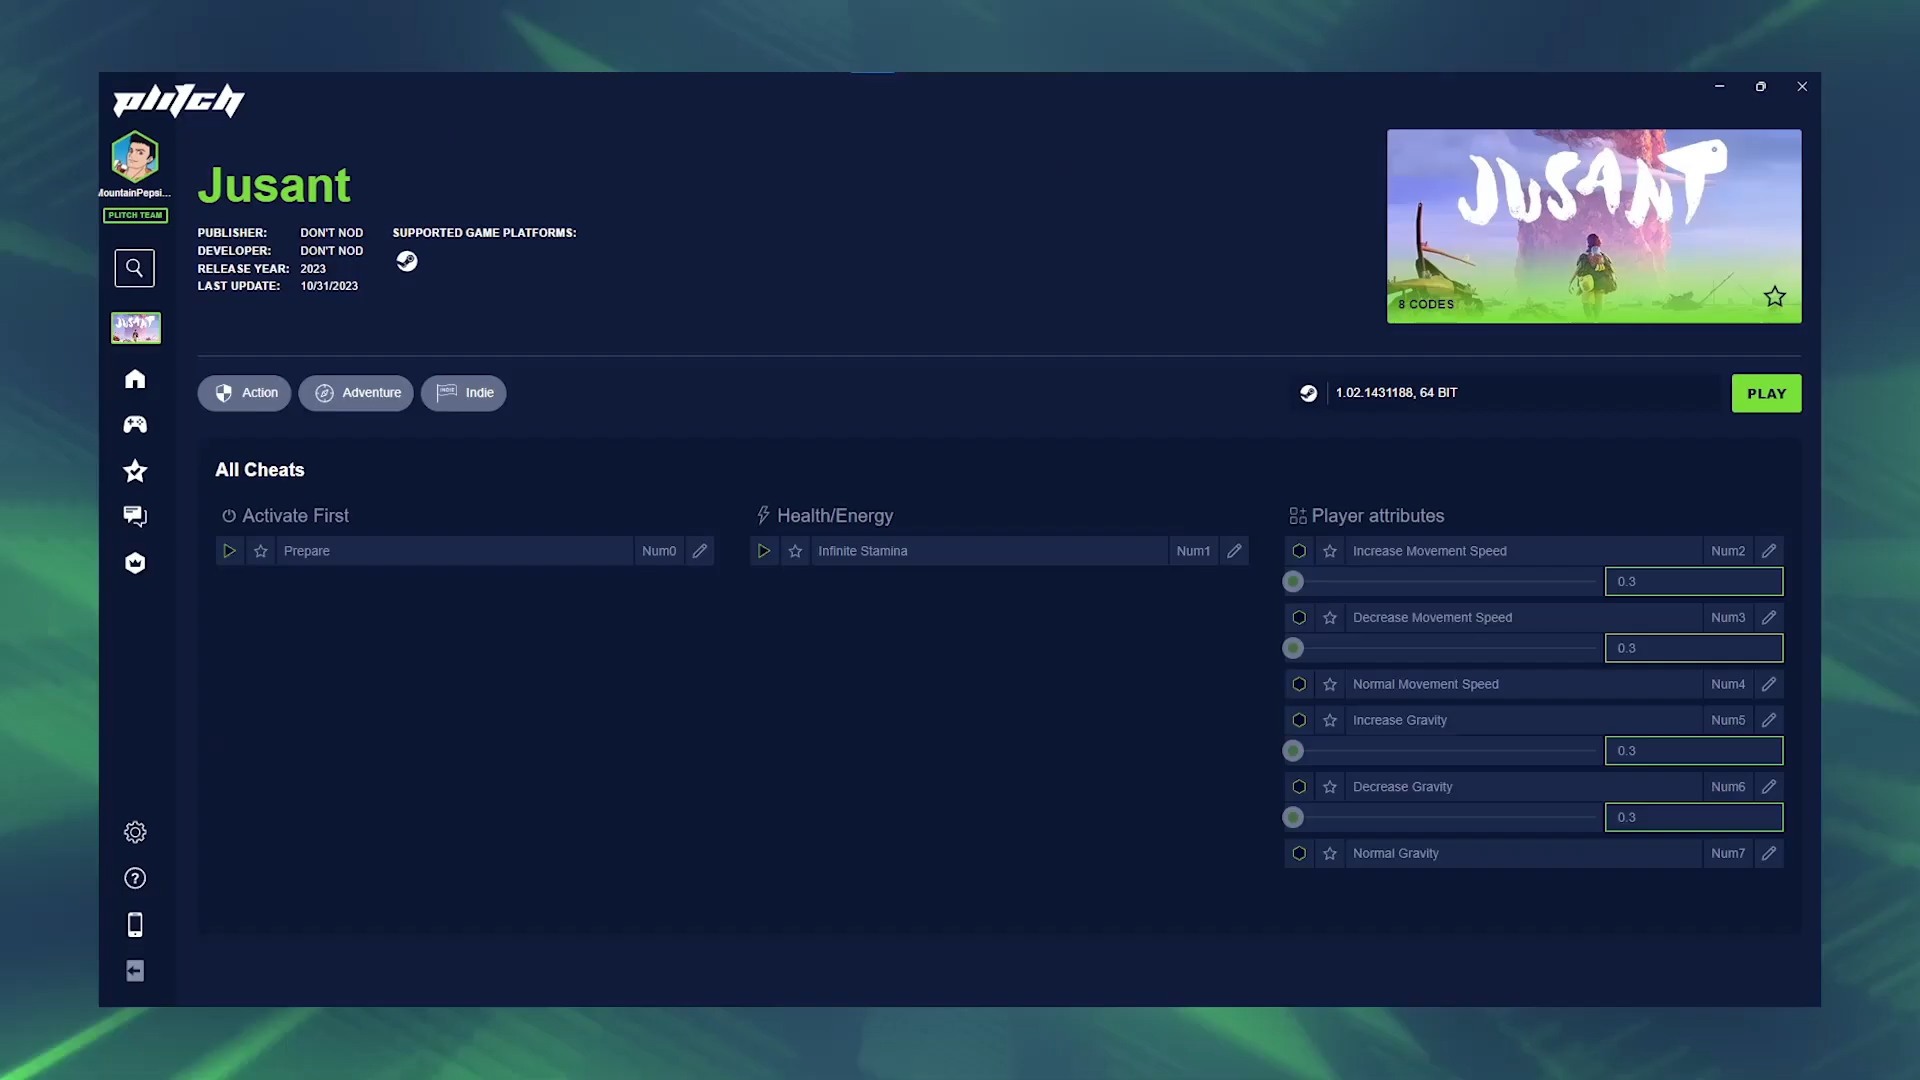 plitch
MountainPepsi...
PLITCH TEAM
Jusant
PUBLISHER: DON'T NOD
DEVELOPER: DON'T NOD
RELEASE YEAR: 2023
LAST UPDATE: 10/31/2023
SUPPORTED GAME PLATFORMS:
JUSANT
8 CODES
JUSANT
Action
Adventure
INDIE
Indie
1.02.1431188, 64 BIT
PLAY
All Cheats
Activate First
Prepare Num0
Health/Energy
Infinite Stamina Num1
Player attributes
Increase Movement Speed Num2
0.3
Decrease Movement Speed Num3
0.3
Normal Movement Speed Num4
Increase Gravity Num5
0.3
Decrease Gravity Num6
0.3
Normal Gravity Num7